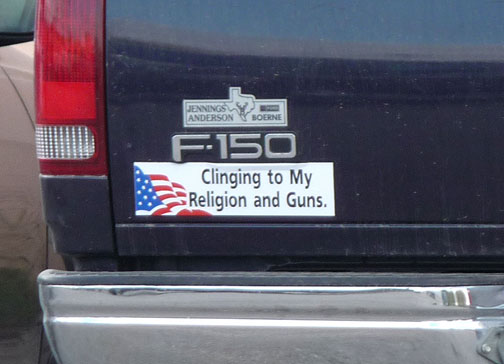 JENNINGS
ANDERSON BOERNE
F-150
Clinging to My
Religion and Guns.